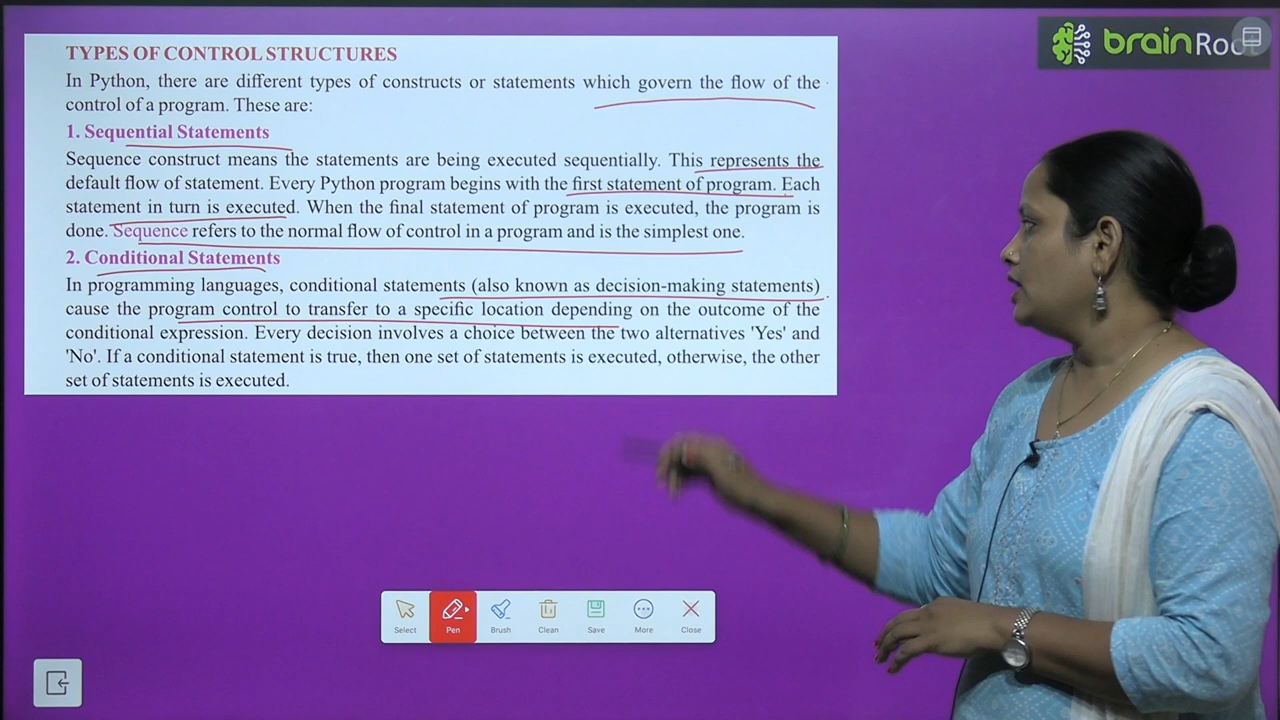 TYPES OF CONTROL STRUCTURES
In Python, there are different types of constructs or statements which govern the flow of the
control of a program. These are:
1. Sequential Statements
Sequence construct means the statements are being executed sequentially. This represents the
default flow of statement. Every Python program begins with the first statement of program. Each
statement in turn is executed. When the final statement of program is executed, the program is
done. Sequence refers to the normal flow of control in a program and is the simplest one.
2. Conditional Statements
In programming languages, conditional statements (also known as decision-making statements)
cause the program control to transfer to a specific location depending on the outcome of the
conditional expression. Every decision involves a choice between the two alternatives 'Yes' and
'No'. If a conditional statement is true, then one set of statements is executed, otherwise, the other
set of statements is executed.
brain
Select Pen Brush Clean Save More Close